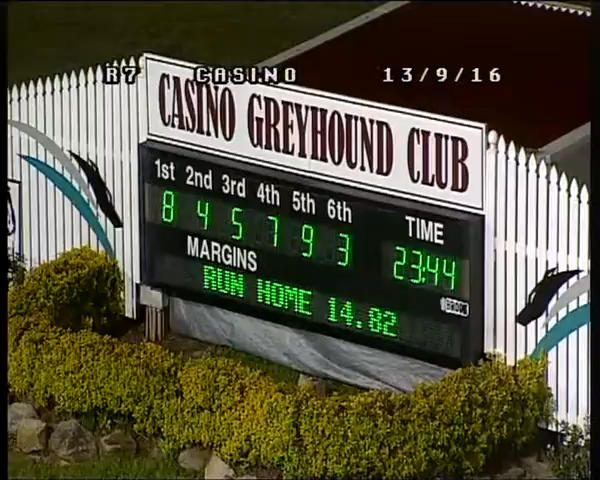 R7 CASINO 13/9/16
CASINO GREYHOUND CLUB
1st 2nd 3rd 4th 5th 6th TIME
8 4 5 7 9 3 23:44
MARGINS
RUN HOME 14.82